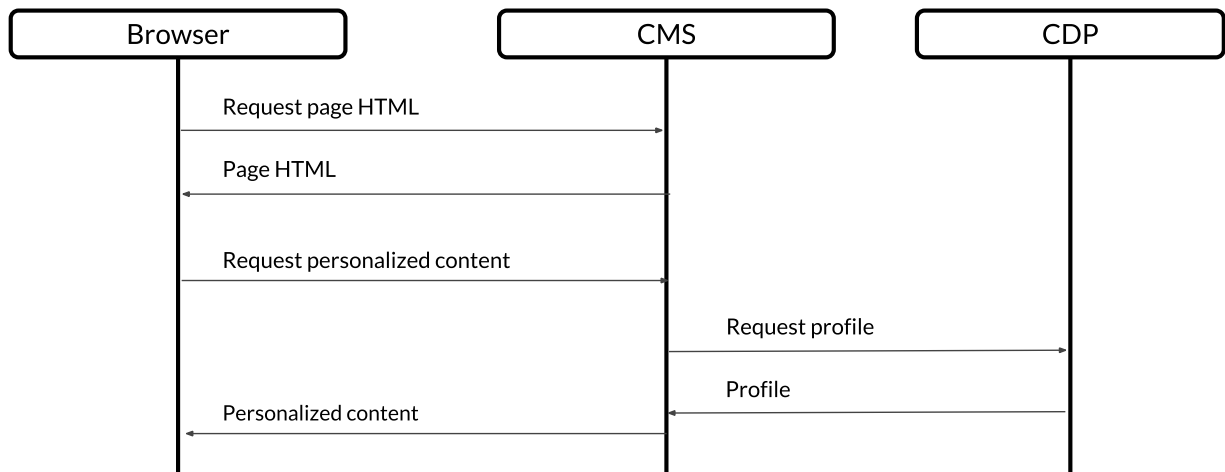 Browser
CMS
CDP
Request page HTML
Page HTML
Request personalized content
Request profile
Profile
Personalized content